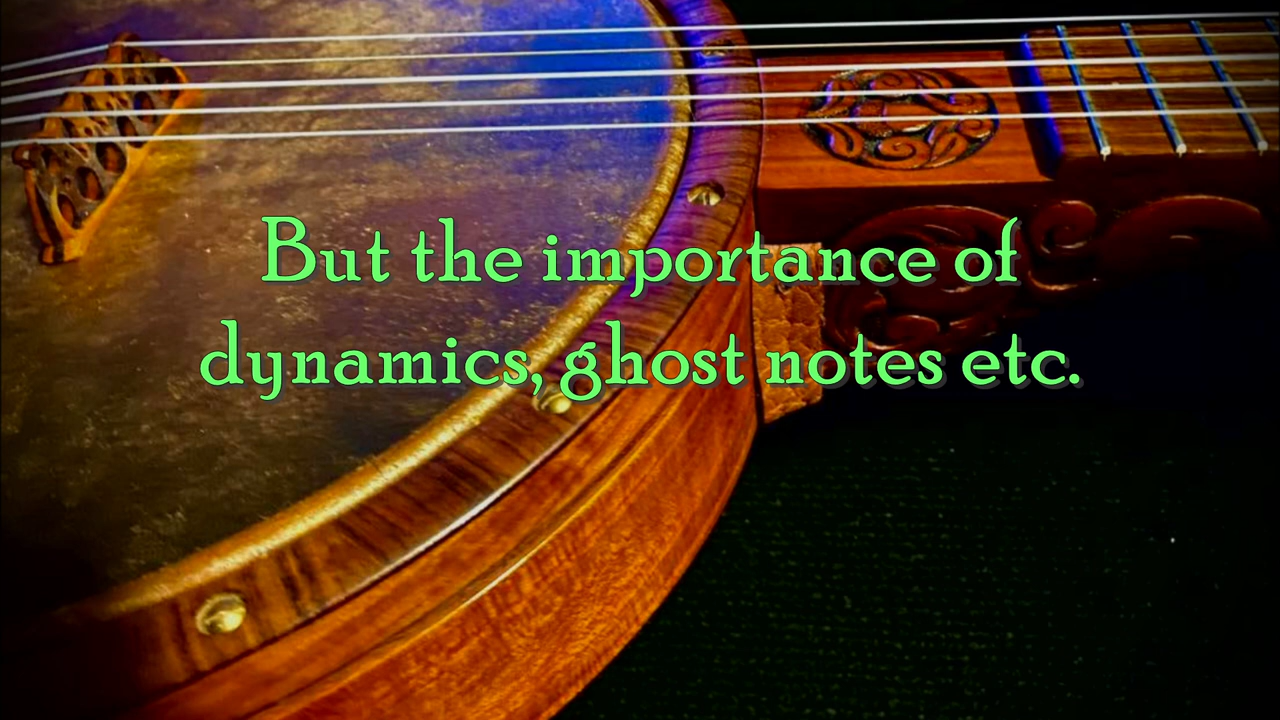 But the importance of
dynamics, ghost notes etc.